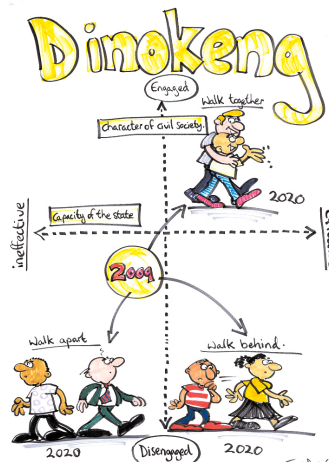 Dinokeng
Engaged
Walk together
Character of civil society.
2020
Capacity of the state
ineffective
2009
Walk apart
Walk behind.
2020
Disengaged
2020